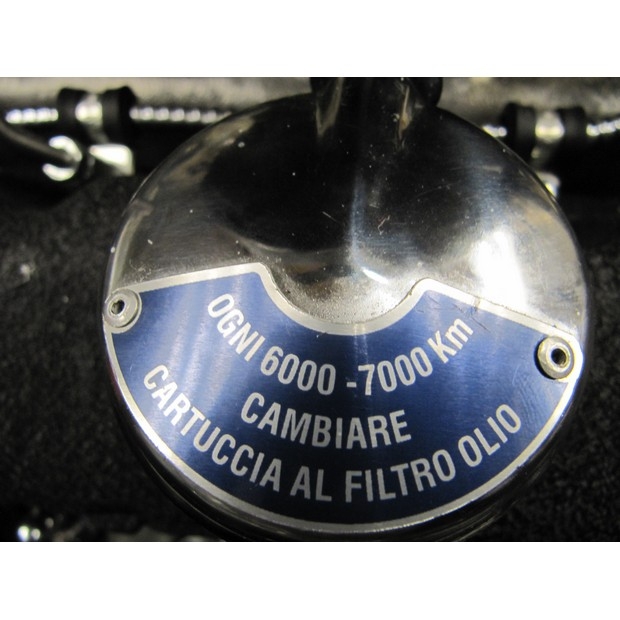 OGNI 6000 -7000 Km
CAMBIARE
CARTUCCIA AL FILTRO OLIO